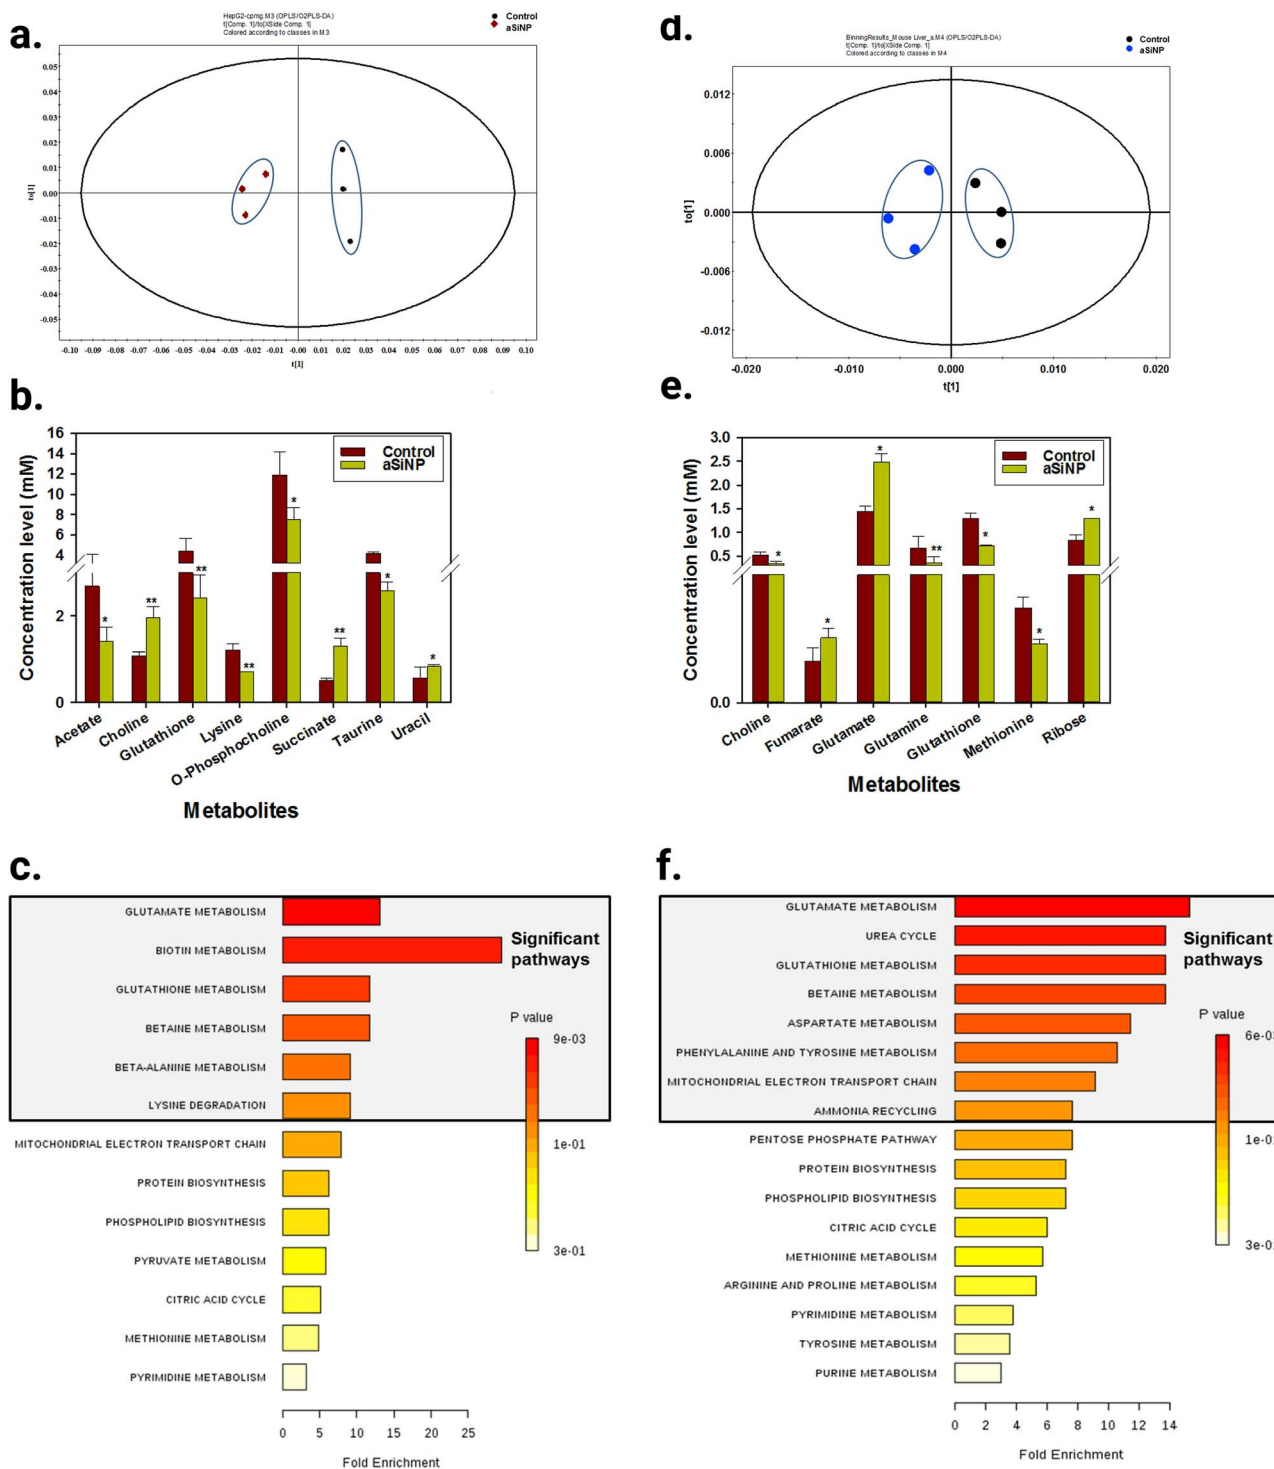 a.
HepG2-cpmg.M3 (OPLS/O2PLS-DA)
t[Comp. 1]/to[XSide Comp. 1]
Colored according to classes in M3
Control
aSiNP
0.05
0.04
0.03
0.02
0.01
0.00
-0.01
-0.02
-0.03
-0.04
-0.05
to[1]
-0.10 -0.09 -0.08 -0.07 -0.06 -0.05 -0.04 -0.03 -0.02 -0.01 -0.00 0.01 0.02 0.03 0.04 0.05 0.06 0.07 0.08 0.09 0.10
t[1]
d.
BinningResults_Mouse Liver_a.M4 (OPLS/O2PLS-DA)
t[Comp. 1]/to[XSide Comp. 1]
Colored according to classes in M4
Control
aSiNP
0.012
0.006
0.000
-0.006
-0.012
to[1]
-0.020 -0.010 0.000 0.010 0.020
t[1]
b.
Concentration level (mM)
16
14
12
10
8
6
4
2
0
Control
aSiNP
* ** ** ** * ** * *
Acetate
Choline
Glutathione
Lysine
O-Phosphocholine
Succinate
Taurine
Uracil
Metabolites
e.
Concentration level (mM)
3.0
2.5
2.0
1.5
1.0
0.5
0.0
Control
aSiNP
* * * ** * * *
Choline
Fumarate
Glutamate
Glutamine
Glutathione
Methionine
Ribose
Metabolites
c.
GLUTAMATE METABOLISM
BIOTIN METABOLISM
GLUTATHIONE METABOLISM
BETAINE METABOLISM
BETA-ALANINE METABOLISM
LYSINE DEGRADATION
MITOCHONDRIAL ELECTRON TRANSPORT CHAIN
PROTEIN BIOSYNTHESIS
PHOSPHOLIPID BIOSYNTHESIS
PYRUVATE METABOLISM
CITRIC ACID CYCLE
METHIONINE METABOLISM
PYRIMIDINE METABOLISM
Significant
pathways
P value
9e-03
1e-01
3e-01
0 5 10 15 20 25
Fold Enrichment
f.
GLUTAMATE METABOLISM
UREA CYCLE
GLUTATHIONE METABOLISM
BETAINE METABOLISM
ASPARTATE METABOLISM
PHENYLALANINE AND TYROSINE METABOLISM
MITOCHONDRIAL ELECTRON TRANSPORT CHAIN
AMMONIA RECYCLING
PENTOSE PHOSPHATE PATHWAY
PROTEIN BIOSYNTHESIS
PHOSPHOLIPID BIOSYNTHESIS
CITRIC ACID CYCLE
METHIONINE METABOLISM
ARGININE AND PROLINE METABOLISM
PYRIMIDINE METABOLISM
TYROSINE METABOLISM
PURINE METABOLISM
Significant
pathways
P value
6e-03
0 2 4 6 8 10 12 14
Fold Enrichment